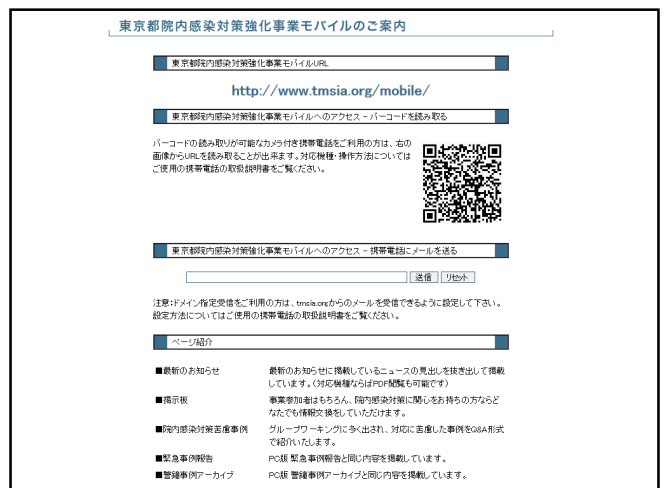 東京都院内感染対策強化事業モバイルのご案内
東京都院内感染対策強化事業モバイルURL
http://www.tmsia.org/mobile/
東京都院内感染対策強化事業モバイルへのアクセス - バーコードを読み取る
バーコードの読み取りが可能なカメラ付き携帯電話をご利用の方は、右の
画像からURLを読み取ることが出来ます。対応機種・操作方法については
ご使用の携帯電話の取扱説明書をご覧ください。
東京都院内感染対策強化事業モバイルへのアクセス - 携帯電話にメールを送る
送信 リセット
注意:ドメイン指定受信をご利用の方は、tmsia.orgからのメールを受信できるように設定して下さい。
設定方法についてはご使用の携帯電話の取扱説明書をご覧ください。
ページ紹介
■最新のお知らせ 最新のお知らせに掲載しているニュースの見出しを抜き出して掲載
しています。(対応機種ならばPDF閲覧も可能です)
■掲示板 事業参加者はもちろん、院内感染対策に関心をお持ちの方ならど
なたでも情報交換をしていただけます。
■院内感染対策苦慮事例 グループワーキングに多く出され、対応に苦慮した事例をQ&A形式
で紹介いたします。
■緊急事例報告 PC版 緊急事例報告と同じ内容を掲載しています。
■警鐘事例アーカイブ PC版 警鐘事例アーカイブと同じ内容を掲載しています。